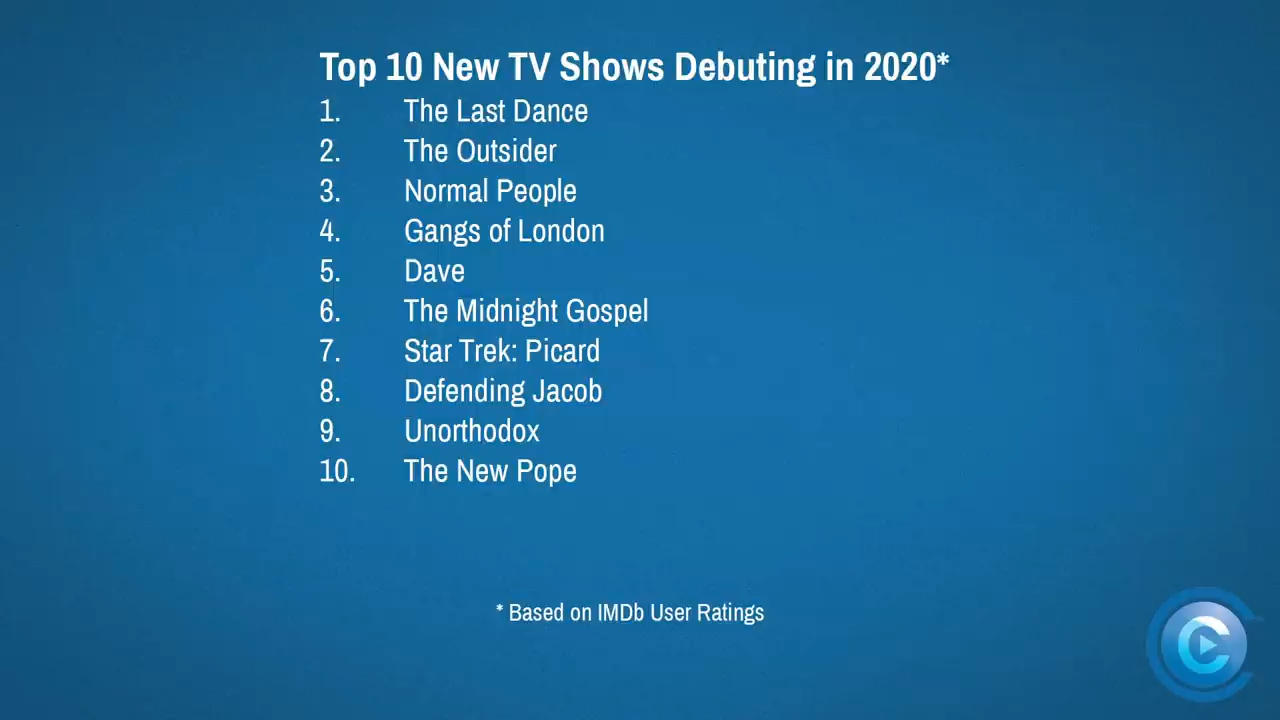 Top 10 New TV Shows Debuting in 2020*
1. The Last Dance
2. The Outsider
3. Normal People
4. Gangs of London
5. Dave
6. The Midnight Gospel
7. Star Trek: Picard
8. Defending Jacob
9. Unorthodox
10. The New Pope
* Based on IMDb User Ratings